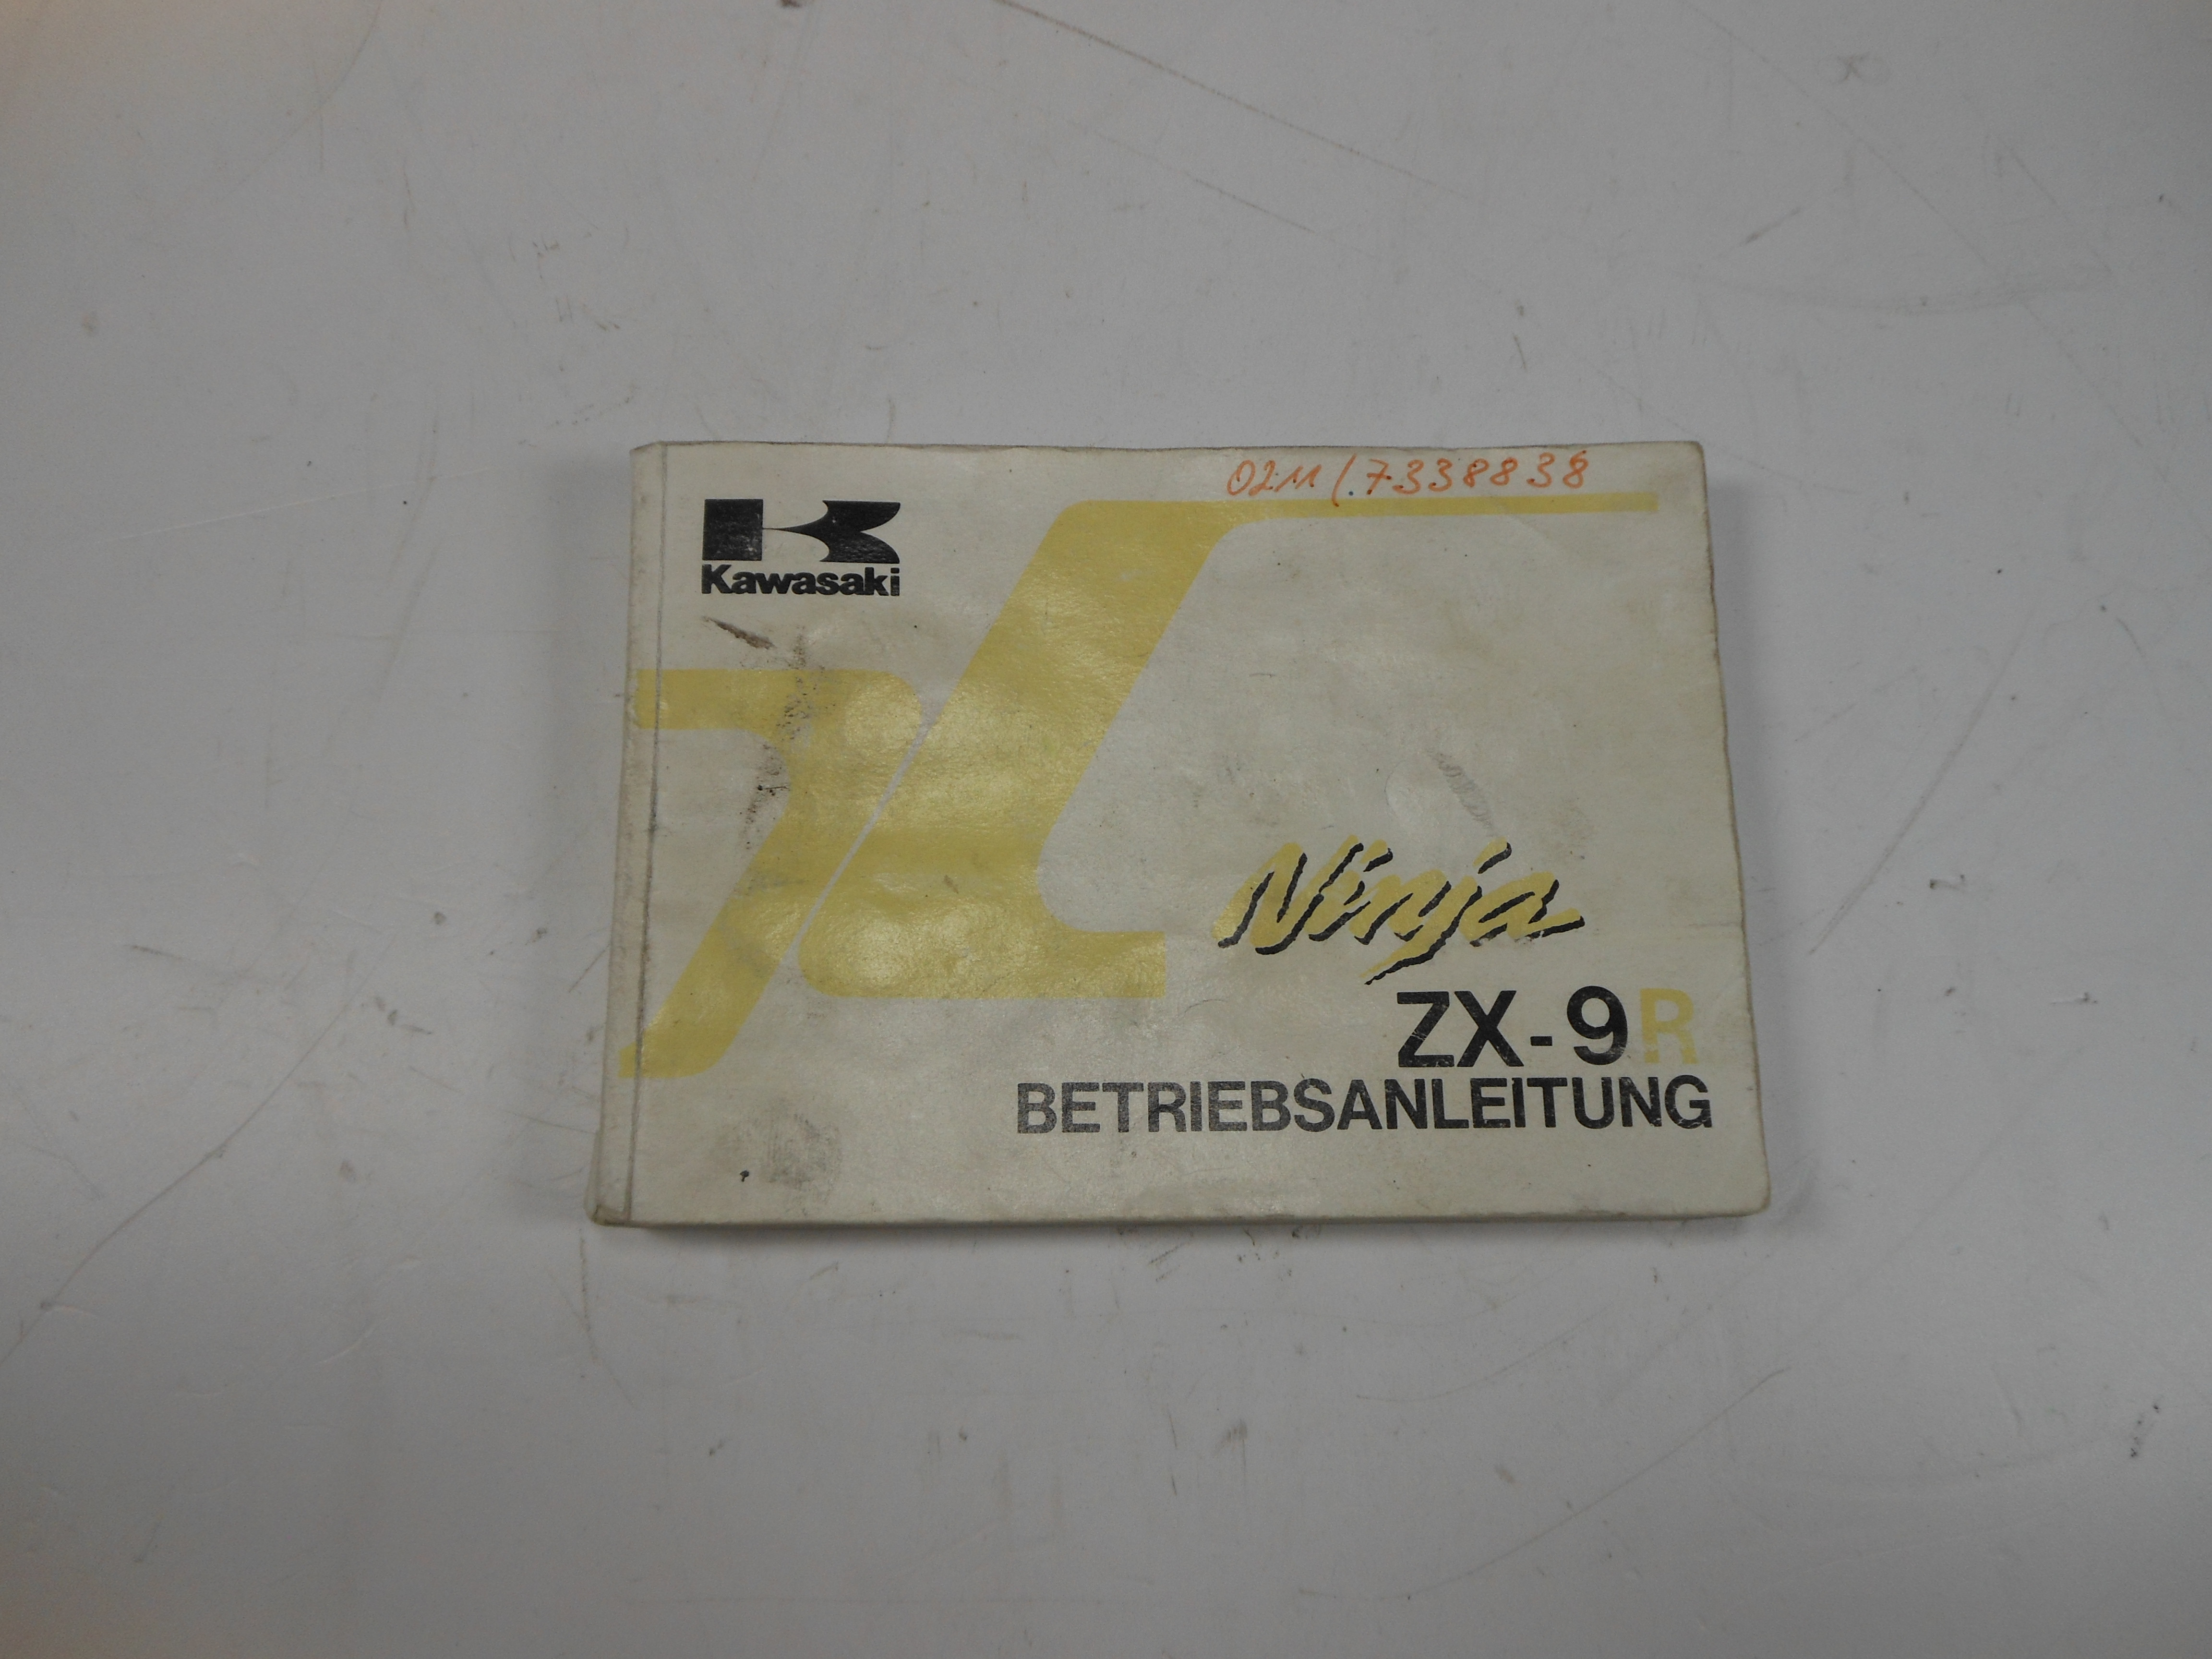 0211/7338838
Kawasaki
Ninja
ZX-9R
BETRIEBSANLEITUNG